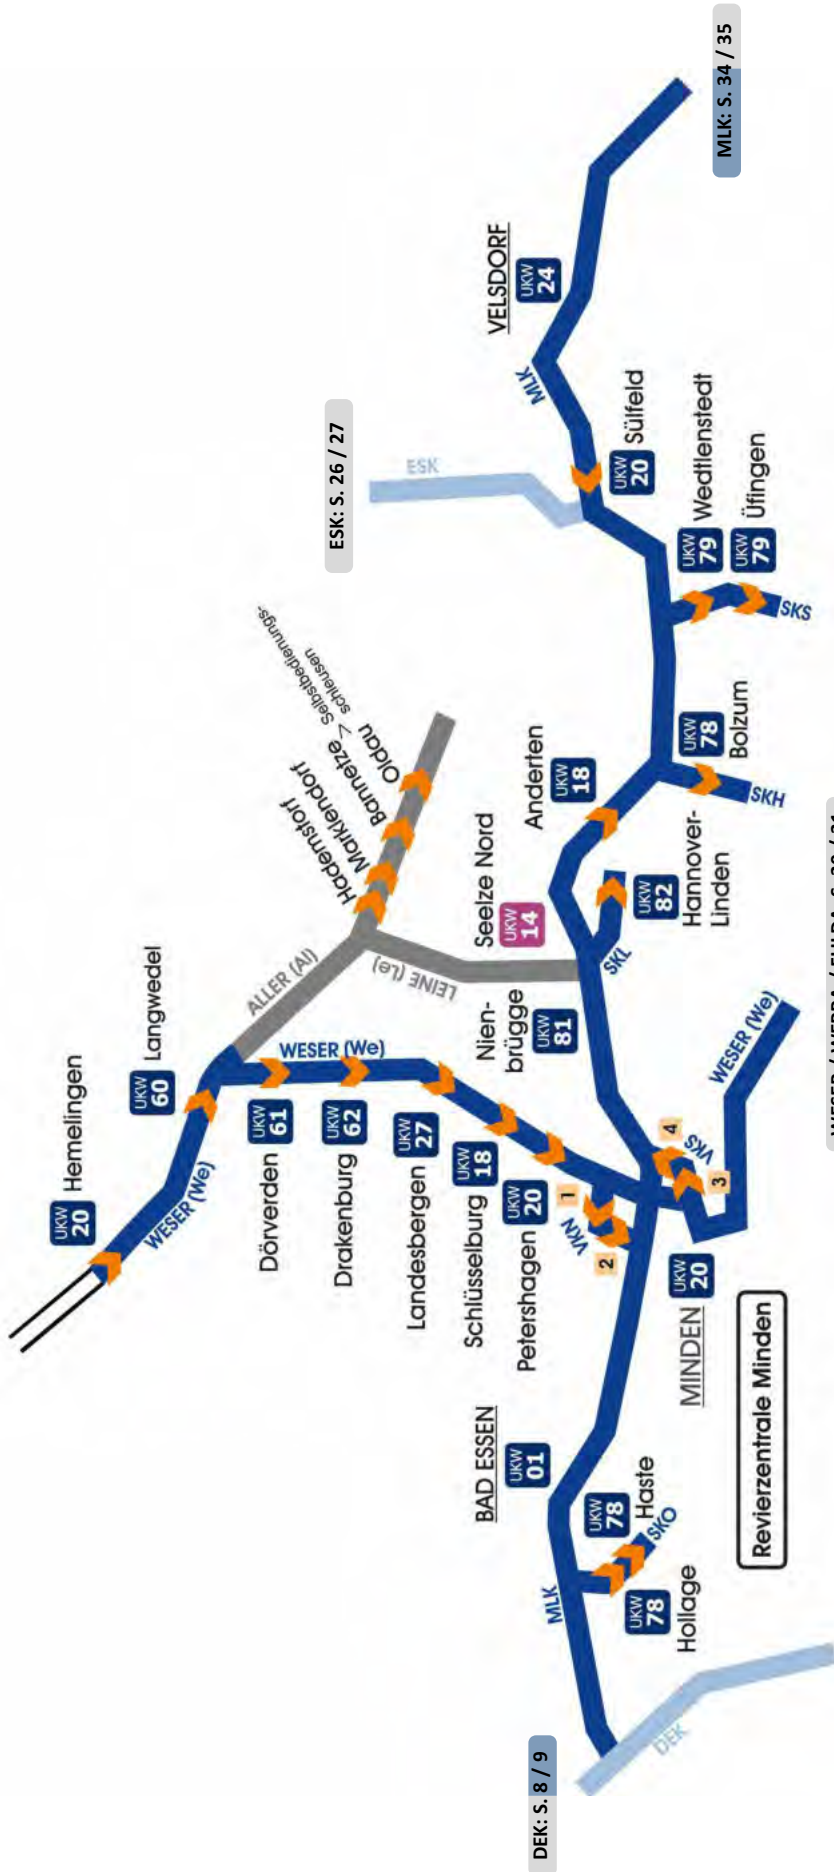 UKW
20
Hemelingen
UKW
60
Langwedel
WESER (We)
UKW
61
Dörverden
ALLER (Al)
WESER (We)
Hademstorf
Marklendorf
Bannetze
Oldau
Selbstbedienungs-
schleusen
ESK: S. 26 / 27
UKW
62
Drakenburg
LEINE (Le)
ESK
UKW
27
Landesbergen
UKW
18
Schlüsselburg
UKW
20
Petershagen
BAD ESSEN
UKW
01
Nien-
brügge
UKW
81
Seelze Nord
UKW
14
Anderten
UKW
18
VELSDORF
UKW
24
MLK
DEK: S. 8 / 9
MLK
VKN
1
2
UKW
78
Haste
SKO
UKW
78
Hollage
SKL
UKW
82
Hannover-
Linden
UKW
20
Sülfeld
DEK
MINDEN
UKW
20
4
VKS
3
WESER (We)
UKW
78
Bolzum
SKH
UKW
79
Wedtlenstedt
UKW
79
Üfingen
SKS
MLK: S. 34 / 35
Revierzentrale Minden